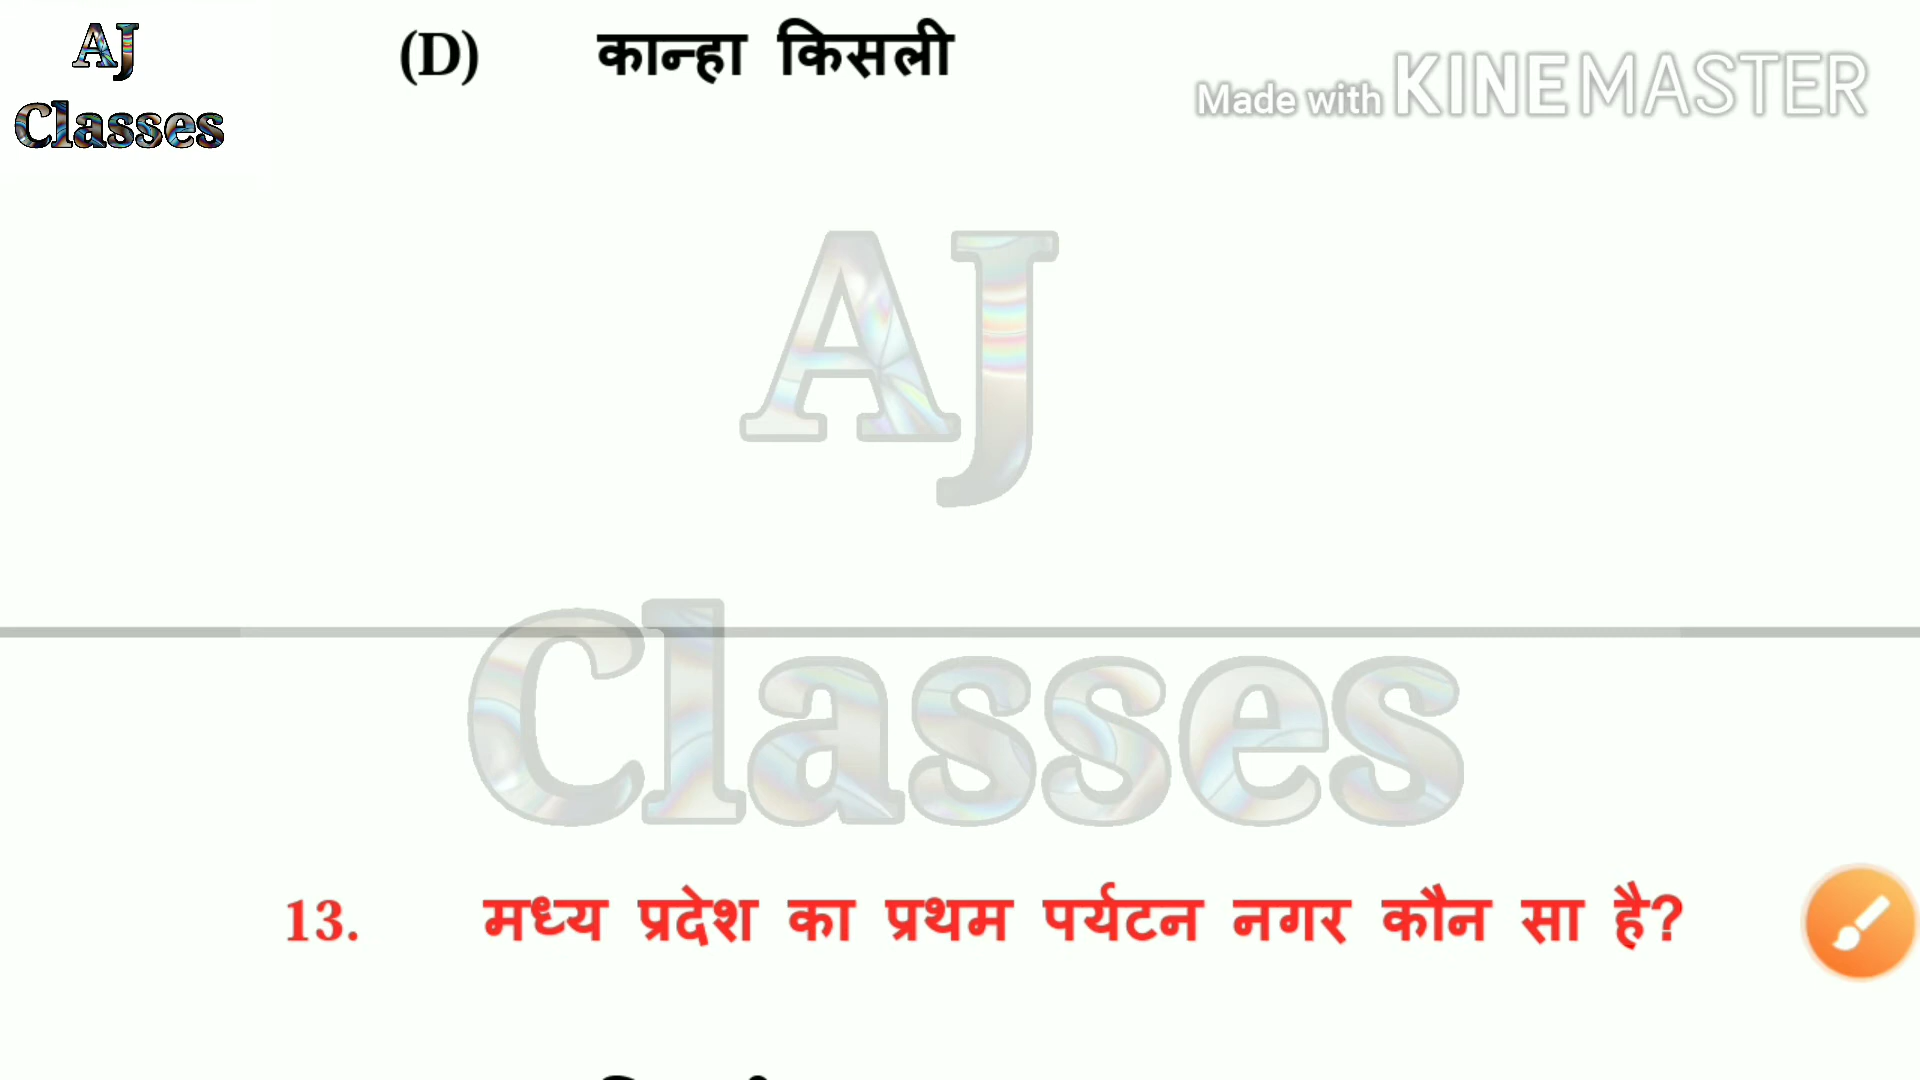 AJ
Classes
(D) कान्हा किसली
Made with KINEMASTER
AJ
Classes
13. मध्य प्रदेश का प्रथम पर्यटन नगर कौन सा है?